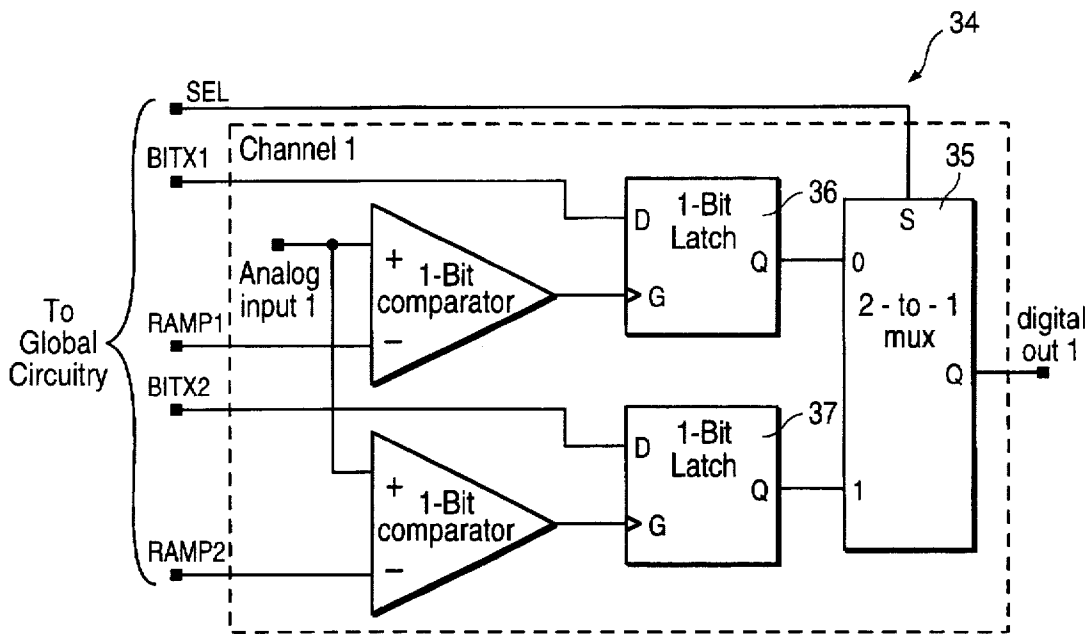 34
SEL
BITX1
Channel 1
35
1-Bit
Latch
36
D
Q
G
S
0
2 - to - 1
mux
Q
1
Analog
input 1
+
1-Bit
comparator
−
To
Global
Circuitry
RAMP1
digital
out 1
BITX2
37
1-Bit
Latch
D
Q
G
+
1-Bit
comparator
−
RAMP2